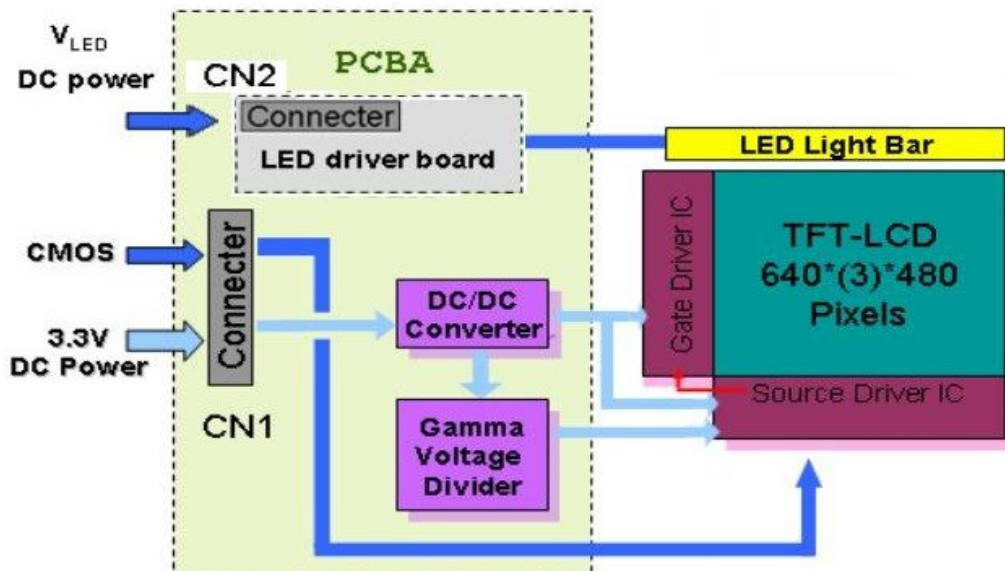 V_LED
DC power
CN2
PCBA
Connecter
LED driver board
LED Light Bar
CMOS
Connecter
3.3V
DC Power
CN1
DC/DC
Converter
Gamma
Voltage
Divider
Gate Driver IC
TFT-LCD
640*(3)*480
Pixels
Source Driver IC